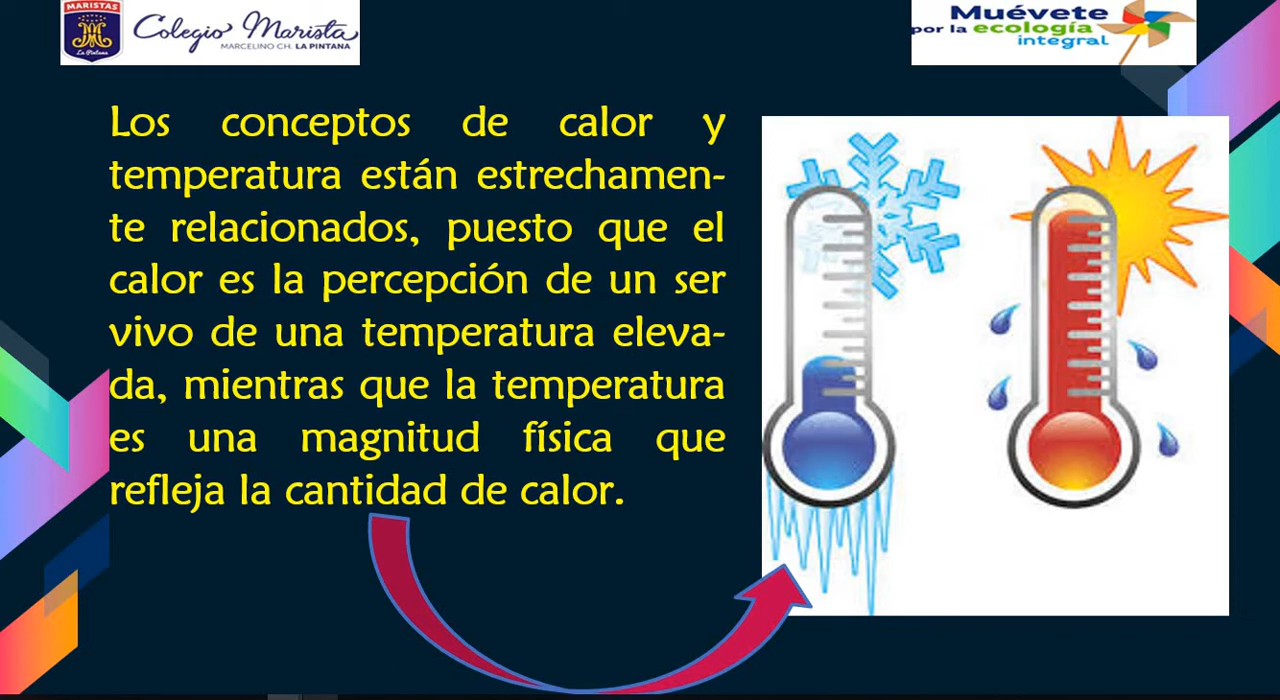 MARISTAS
La Pintana
Colegio Marista
MARCELINO CH. LA PINTANA
Muévete
por la ecología
integral
Los conceptos de calor y
temperatura están estrechamen-
te relacionados, puesto que el
calor es la percepción de un ser
vivo de una temperatura eleva-
da, mientras que la temperatura
es una magnitud física que
refleja la cantidad de calor.